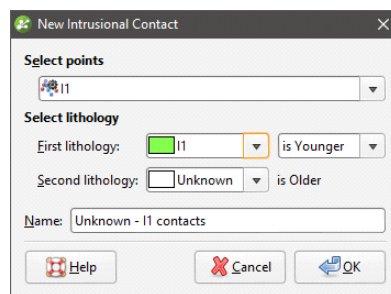 New Intrusional Contact
Select points
I1
Select lithology
First lithology: I1 is Younger
Second lithology: Unknown is Older
Name: Unknown - I1 contacts
Help Cancel OK